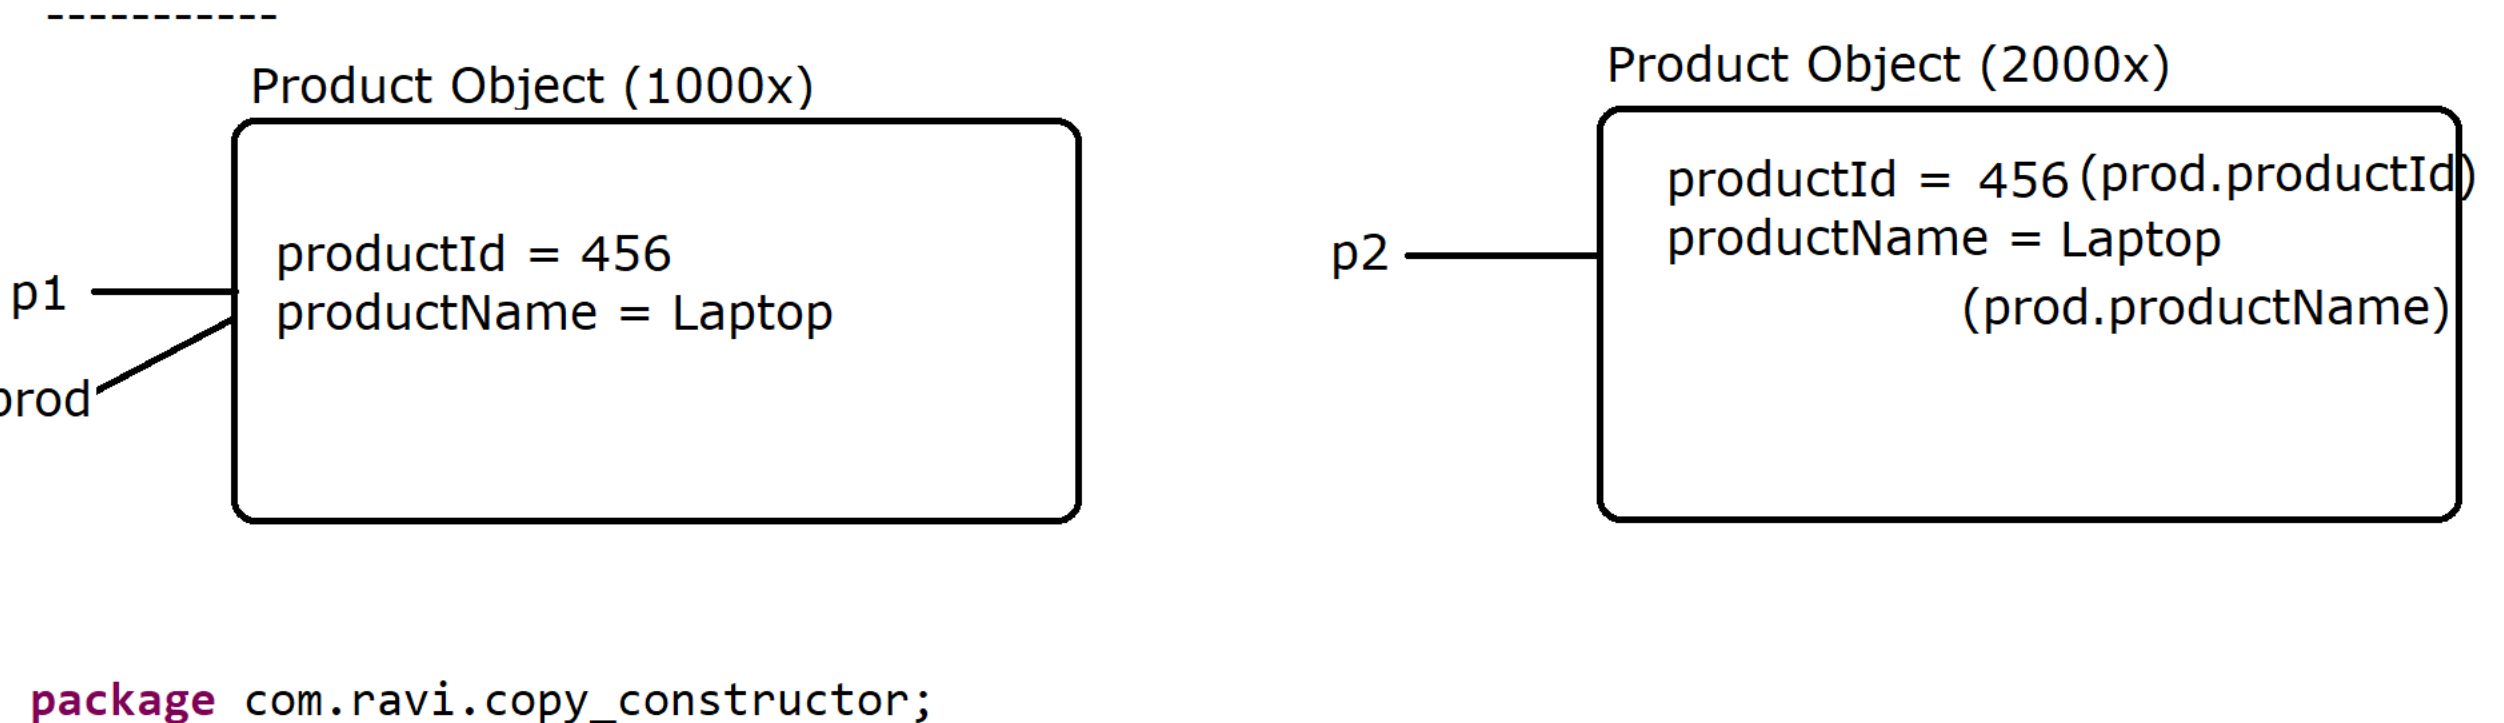 -----------
Product Object (1000x)
productId = 456
productName = Laptop
p1
prod
Product Object (2000x)
productId = 456 (prod.productId)
productName = Laptop
(prod.productName)
p2
package com.ravi.copy_constructor;